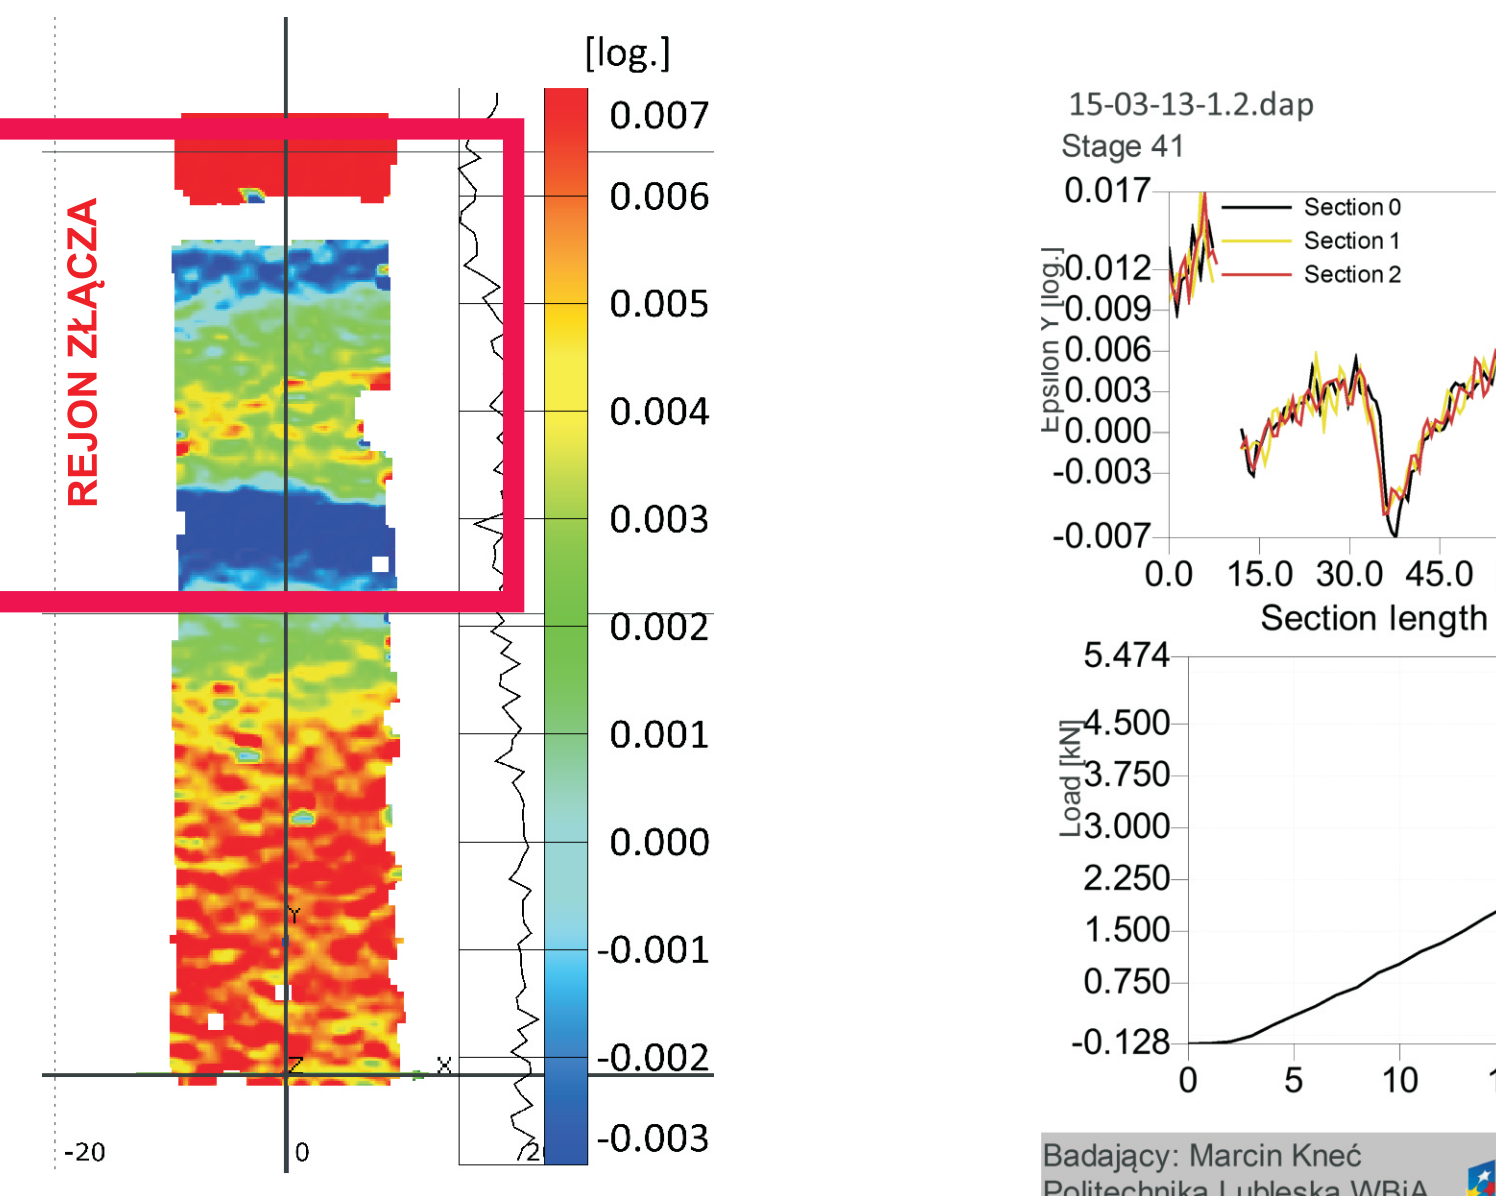 [log.]
0.007
0.006
0.005
0.004
0.003
0.002
0.001
0.000
-0.001
-0.002
-0.003
REJON ZŁĄCZA
Y
Z
X
-20
0
15-03-13-1.2.dap
Stage 41
Epsilon Y [log.]
0.017
0.012
0.009
0.006
0.003
0.000
-0.003
-0.007
Section 0
Section 1
Section 2
0.0 15.0 30.0 45.0
Section length
Load [kN]
5.474
4.500
3.750
3.000
2.250
1.500
0.750
-0.128
0 5 10
Badający: Marcin Kneć
Politechnika Lubleska WBiA